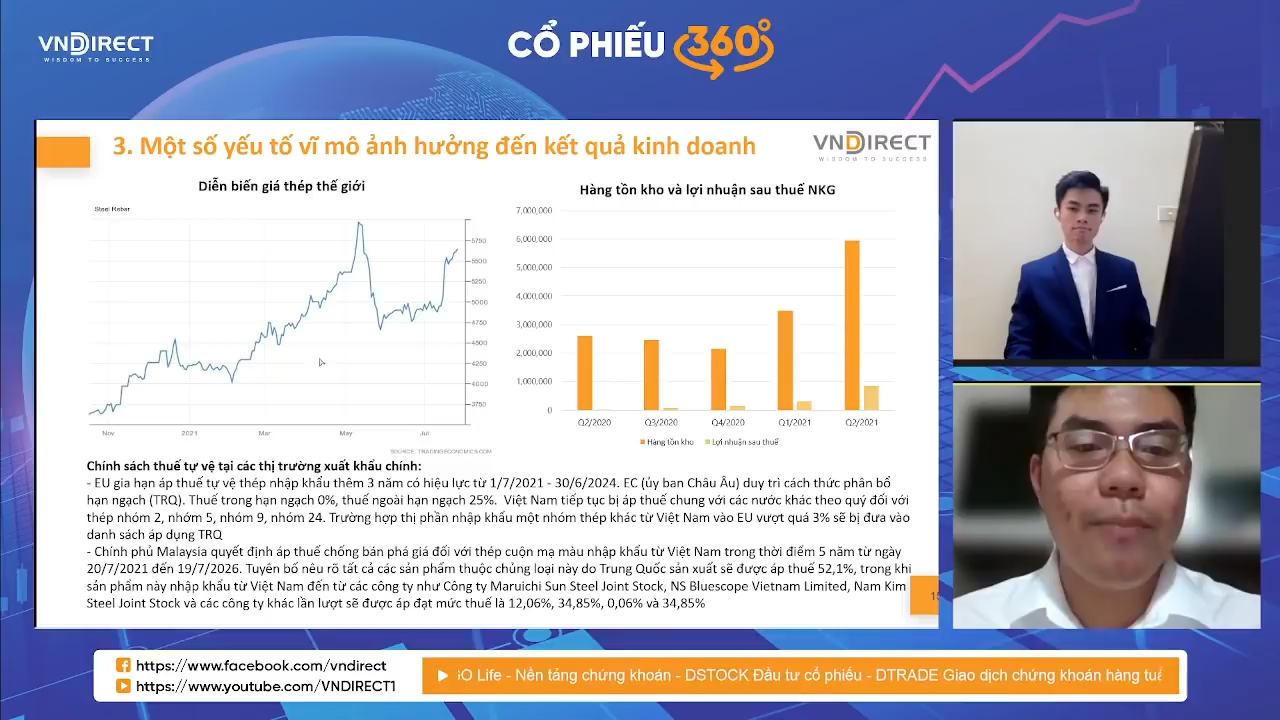 VNDIRECT
WISDOM TO SUCCESS
CỔ PHIẾU 360°
3. Một số yếu tố vĩ mô ảnh hưởng đến kết quả kinh doanh
VNDIRECT
WISDOM TO SUCCESS
Diễn biến giá thép thế giới
Steel Rebar
5750
5500
5250
5000
4750
4500
4250
4000
3750
Nov
2021
Mar
May
Jul
SOURCE: TRADINGECONOMICS.COM
Hàng tồn kho và lợi nhuận sau thuế NKG
7,000,000
6,000,000
5,000,000
4,000,000
3,000,000
2,000,000
1,000,000
0
Q2/2020
Q3/2020
Q4/2020
Q1/2021
Q2/2021
Hàng tồn kho
Lợi nhuận sau thuế
Chính sách thuế tự vệ tại các thị trường xuất khẩu chính:
- EU gia hạn áp thuế tự vệ thép nhập khẩu thêm 3 năm có hiệu lực từ 1/7/2021 - 30/6/2024. EC (ủy ban Châu Âu) duy trì cách thức phân bổ
hạn ngạch (TRQ). Thuế trong hạn ngạch 0%, thuế ngoài hạn ngạch 25%. Việt Nam tiếp tục bị áp thuế chung với các nước khác theo quý đối với
thép nhóm 2, nhớm 5, nhóm 9, nhóm 24. Trường hợp thị phần nhập khẩu một nhóm thép khác từ Việt Nam vào EU vượt quá 3% sẽ bị đưa vào
danh sách áp dụng TRQ
- Chính phủ Malaysia quyết định áp thuế chống bán phá giá đối với thép cuộn mạ màu nhập khẩu từ Việt Nam trong thời điểm 5 năm từ ngày
20/7/2021 đến 19/7/2026. Tuyên bố nêu rõ tất cả các sản phẩm thuộc chủng loại này do Trung Quốc sản xuất sẽ được áp thuế 52,1%, trong khi
sản phẩm này nhập khẩu từ Việt Nam đến từ các công ty như Công ty Maruichi Sun Steel Joint Stock, NS Bluescope Vietnam Limited, Nam Kim
Steel Joint Stock và các công ty khác lần lượt sẽ được áp đặt mức thuế là 12,06%, 34,85%, 0,06% và 34,85%
https://www.facebook.com/vndirect
https://www.youtube.com/VNDIRECT1
GO Life - Nền tảng chứng khoán - DSTOCK Đầu tư cổ phiếu - DTRADE Giao dịch chứng khoán hàng